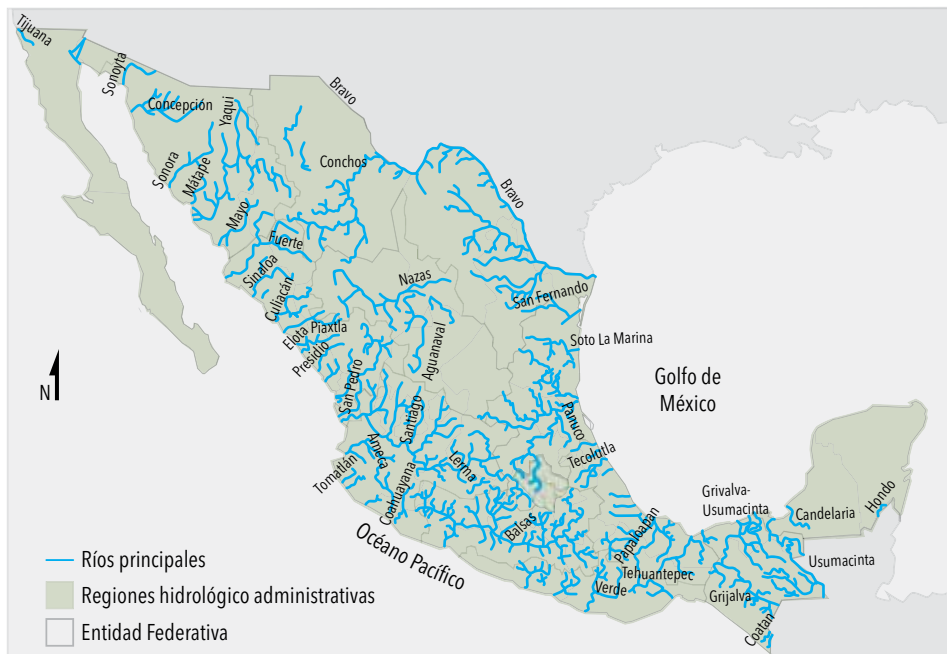 Tijuana
Sonoyta
Concepción
Yaqui
Bravo
Sonora
Mátape
Conchos
Mayo
Bravo
Fuerte
Sinaloa
Culiacán
Nazas
San Fernando
Elota Piaxtla
Presidio
Aguanaval
Soto La Marina
San Pedro
Santiago
Golfo de
México
N
Panuco
Ameca
Tomatlán
Coahuayana
Lerma
Tecolutla
Grivalva-
Usumacinta
Candelaria
Hondo
Balsas
Papaloapan
Océano Pacífico
Usumacinta
Tehuantepec
Verde
Grijalva
Coatan
Ríos principales
Regiones hidrológico administrativas
Entidad Federativa